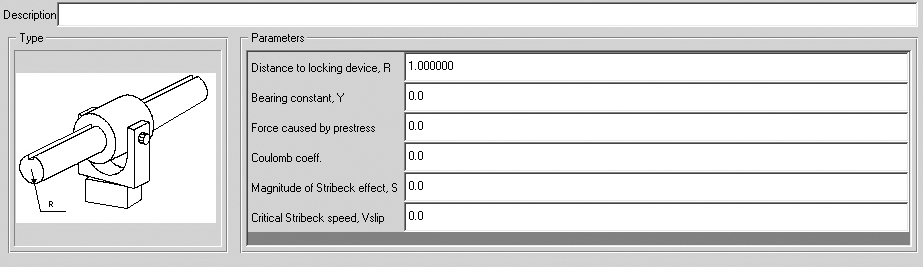 Description
Type
R
Parameters
Distance to locking device, R 1.000000
Bearing constant, Y 0.0
Force caused by prestress 0.0
Coulomb coeff. 0.0
Magnitude of Stribeck effect, S 0.0
Critical Stribeck speed, Vslip 0.0